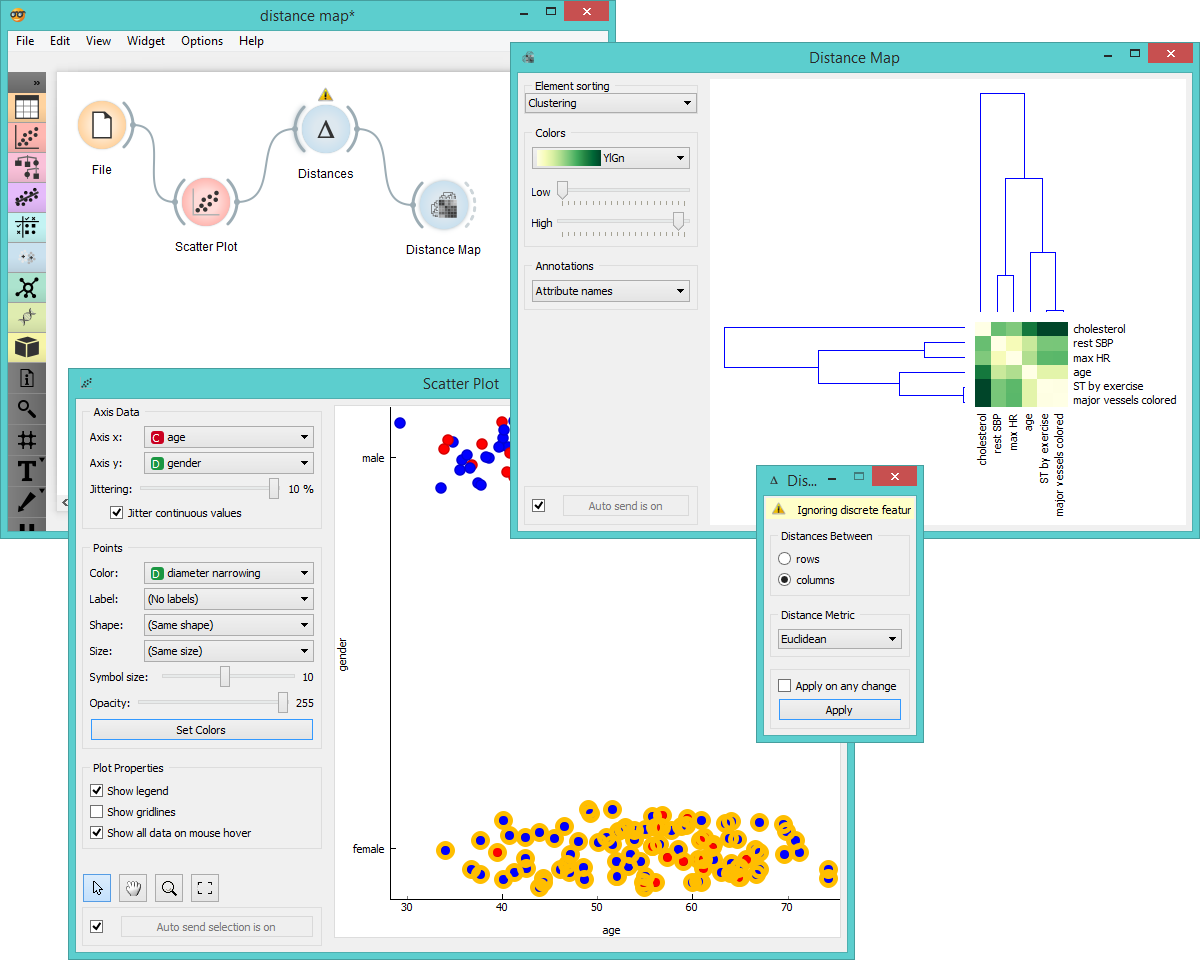 distance map*
File Edit View Widget Options Help
»
File
Scatter Plot
Δ
Distances
Distance Map
T
<
Distance Map
Element sorting
Clustering
Colors
YlGn
Low
High
Annotations
Attribute names
Auto send is on
cholesterol
rest SBP
max HR
age
ST by exercise
major vessels colored
cholesterol
rest SBP
max HR
age
ST by exercise
major vessels colored
Scatter Plot
Axis Data
Axis x: C age
Axis y: D gender
Jittering: 10 %
Jitter continuous values
Points
Color: D diameter narrowing
Label: (No labels)
Shape: (Same shape)
Size: (Same size)
Symbol size: 10
Opacity: 255
Set Colors
Plot Properties
Show legend
Show gridlines
Show all data on mouse hover
Auto send selection is on
male
gender
female
30 40 50 60 70
age
Δ Dis...
Ignoring discrete featur
Distances Between
rows
columns
Distance Metric
Euclidean
Apply on any change
Apply